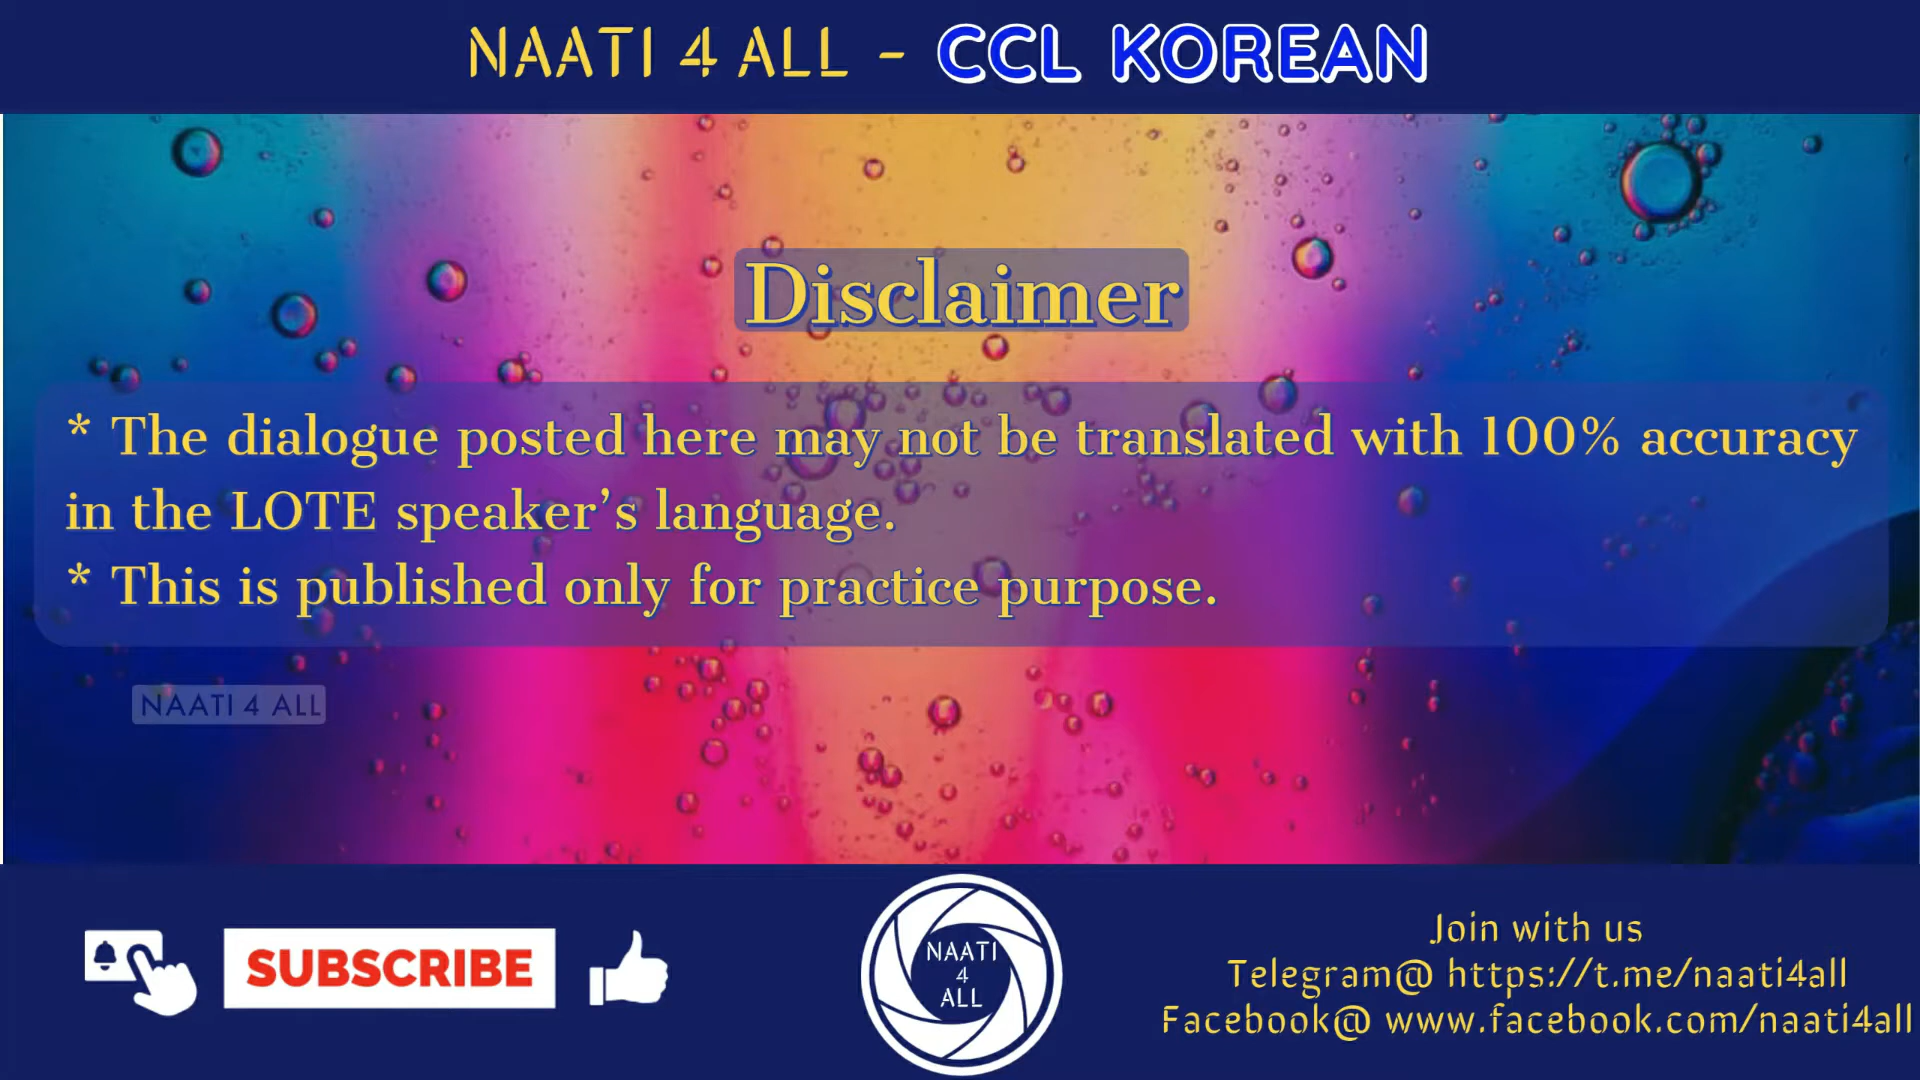 NAATI 4 ALL - CCL KOREAN
Disclaimer
* The dialogue posted here may not be translated with 100% accuracy
in the LOTE speaker’s language.
* This is published only for practice purpose.
NAATI 4 ALL
SUBSCRIBE
NAATI
4
ALL
Join with us
Telegram@ https://t.me/naati4all
Facebook@ www.facebook.com/naati4all